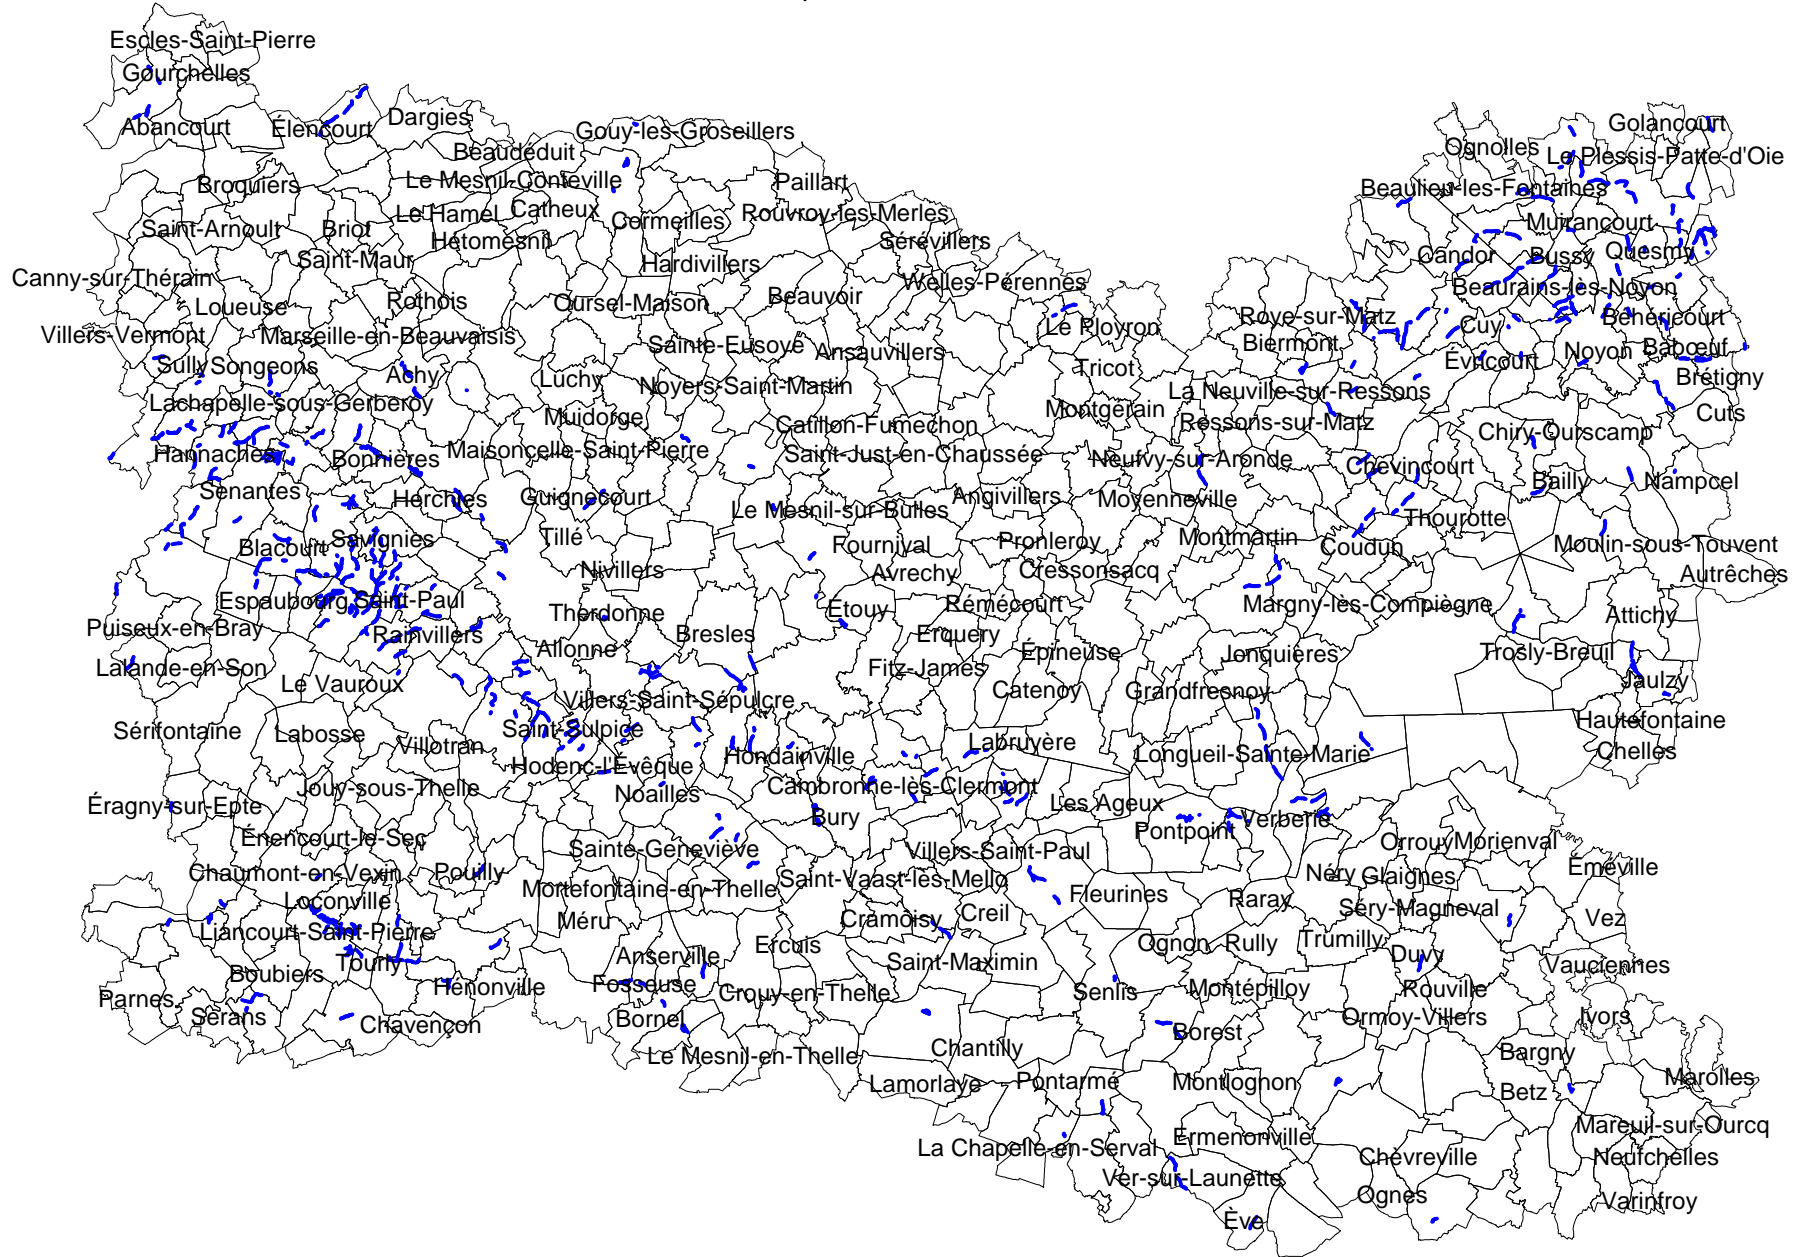 Escles-Saint-Pierre
Gourchelles
Abancourt
Élencourt
Dargies
Gouy-les-Groseillers
Golancourt
Ognolles
Le Plessis-Patte-d'Oie
Beaudéduit
Broquiers
Le Mesnil-Conteville
Paillart
Beaulieu-les-Fontaines
Le Hamel
Catheux
Cormeilles
Rouvroy-les-Merles
Muirancourt
Saint-Arnoult
Briot
Hétomesnil
Sérévillers
Candor
Bussy
Quesmy
Saint-Maur
Hardivillers
Canny-sur-Thérain
Welles-Pérennes
Beaurains-lès-Noyon
Loueuse
Rothois
Oursel-Maison
Beauvoir
Roye-sur-Matz
Cuy
Béhéricourt
Villers-Vermont
Marseille-en-Beauvaisis
Sainte-Eusoye
Ansauvillers
Le Ployron
Biermont
Évricourt
Noyon
Babœuf
Sully
Songeons
Achy
Luchy
Noyers-Saint-Martin
Tricot
La Neuville-sur-Ressons
Brétigny
Lachapelle-sous-Gerberoy
Muidorge
Catillon-Fumechon
Montgérain
Ressons-sur-Matz
Cuts
Chiry-Ourscamp
Hannaches
Bonnières
Maisoncelle-Saint-Pierre
Saint-Just-en-Chaussée
Neufvy-sur-Aronde
Chevincourt
Bailly
Nampcel
Senantes
Herchies
Guignecourt
Le Mesnil-sur-Bulles
Angivillers
Moyenneville
Thourotte
Blacourt
Savignies
Tillé
Fournival
Pronleroy
Montmartin
Coudun
Moulin-sous-Touvent
Nivillers
Avrechy
Cressonsacq
Autrêches
Espaubourg
Saint-Paul
Therdonne
Étouy
Rémécourt
Margny-lès-Compiègne
Attichy
Puiseux-en-Bray
Rainvillers
Allonne
Bresles
Erquery
Épineuse
Jonquières
Trosly-Breuil
Lalande-en-Son
Le Vauroux
Fitz-James
Catenoy
Grandfresnoy
Jaulzy
Villers-Saint-Sépulcre
Sérifontaine
Labosse
Villotran
Saint-Sulpice
Hautefontaine
Hondainville
Labruyère
Longueil-Sainte-Marie
Chelles
Hodenc-l'Évêque
Jouy-sous-Thelle
Noailles
Cambronne-lès-Clermont
Éragny-sur-Epte
Bury
Les Ageux
Pontpoint
Verberie
Énencourt-le-Sec
Sainte-Geneviève
Villers-Saint-Paul
Orrouy
Morienval
Chaumont-en-Vexin
Pouilly
Mortefontaine-en-Thelle
Saint-Vaast-lès-Mello
Fleurines
Néry
Glaignes
Éméville
Loconville
Méru
Cramoisy
Creil
Raray
Séry-Magneval
Vez
Liancourt-Saint-Pierre
Ercuis
Ognon
Rully
Trumilly
Duvy
Boubiers
Tourly
Anserville
Saint-Maximin
Vauciennes
Parnes
Hénonville
Fosseuse
Crouy-en-Thelle
Senlis
Montépilloy
Rouville
Serans
Chavençon
Bornel
Borest
Ormoy-Villers
Ivors
Le Mesnil-en-Thelle
Chantilly
Bargny
Lamorlaye
Pontarmé
Montlognon
Betz
Marolles
La Chapelle-en-Serval
Ermenonville
Mareuil-sur-Ourcq
Chèvreville
Neufchelles
Ver-sur-Launette
Ognes
Varinfroy
Ève